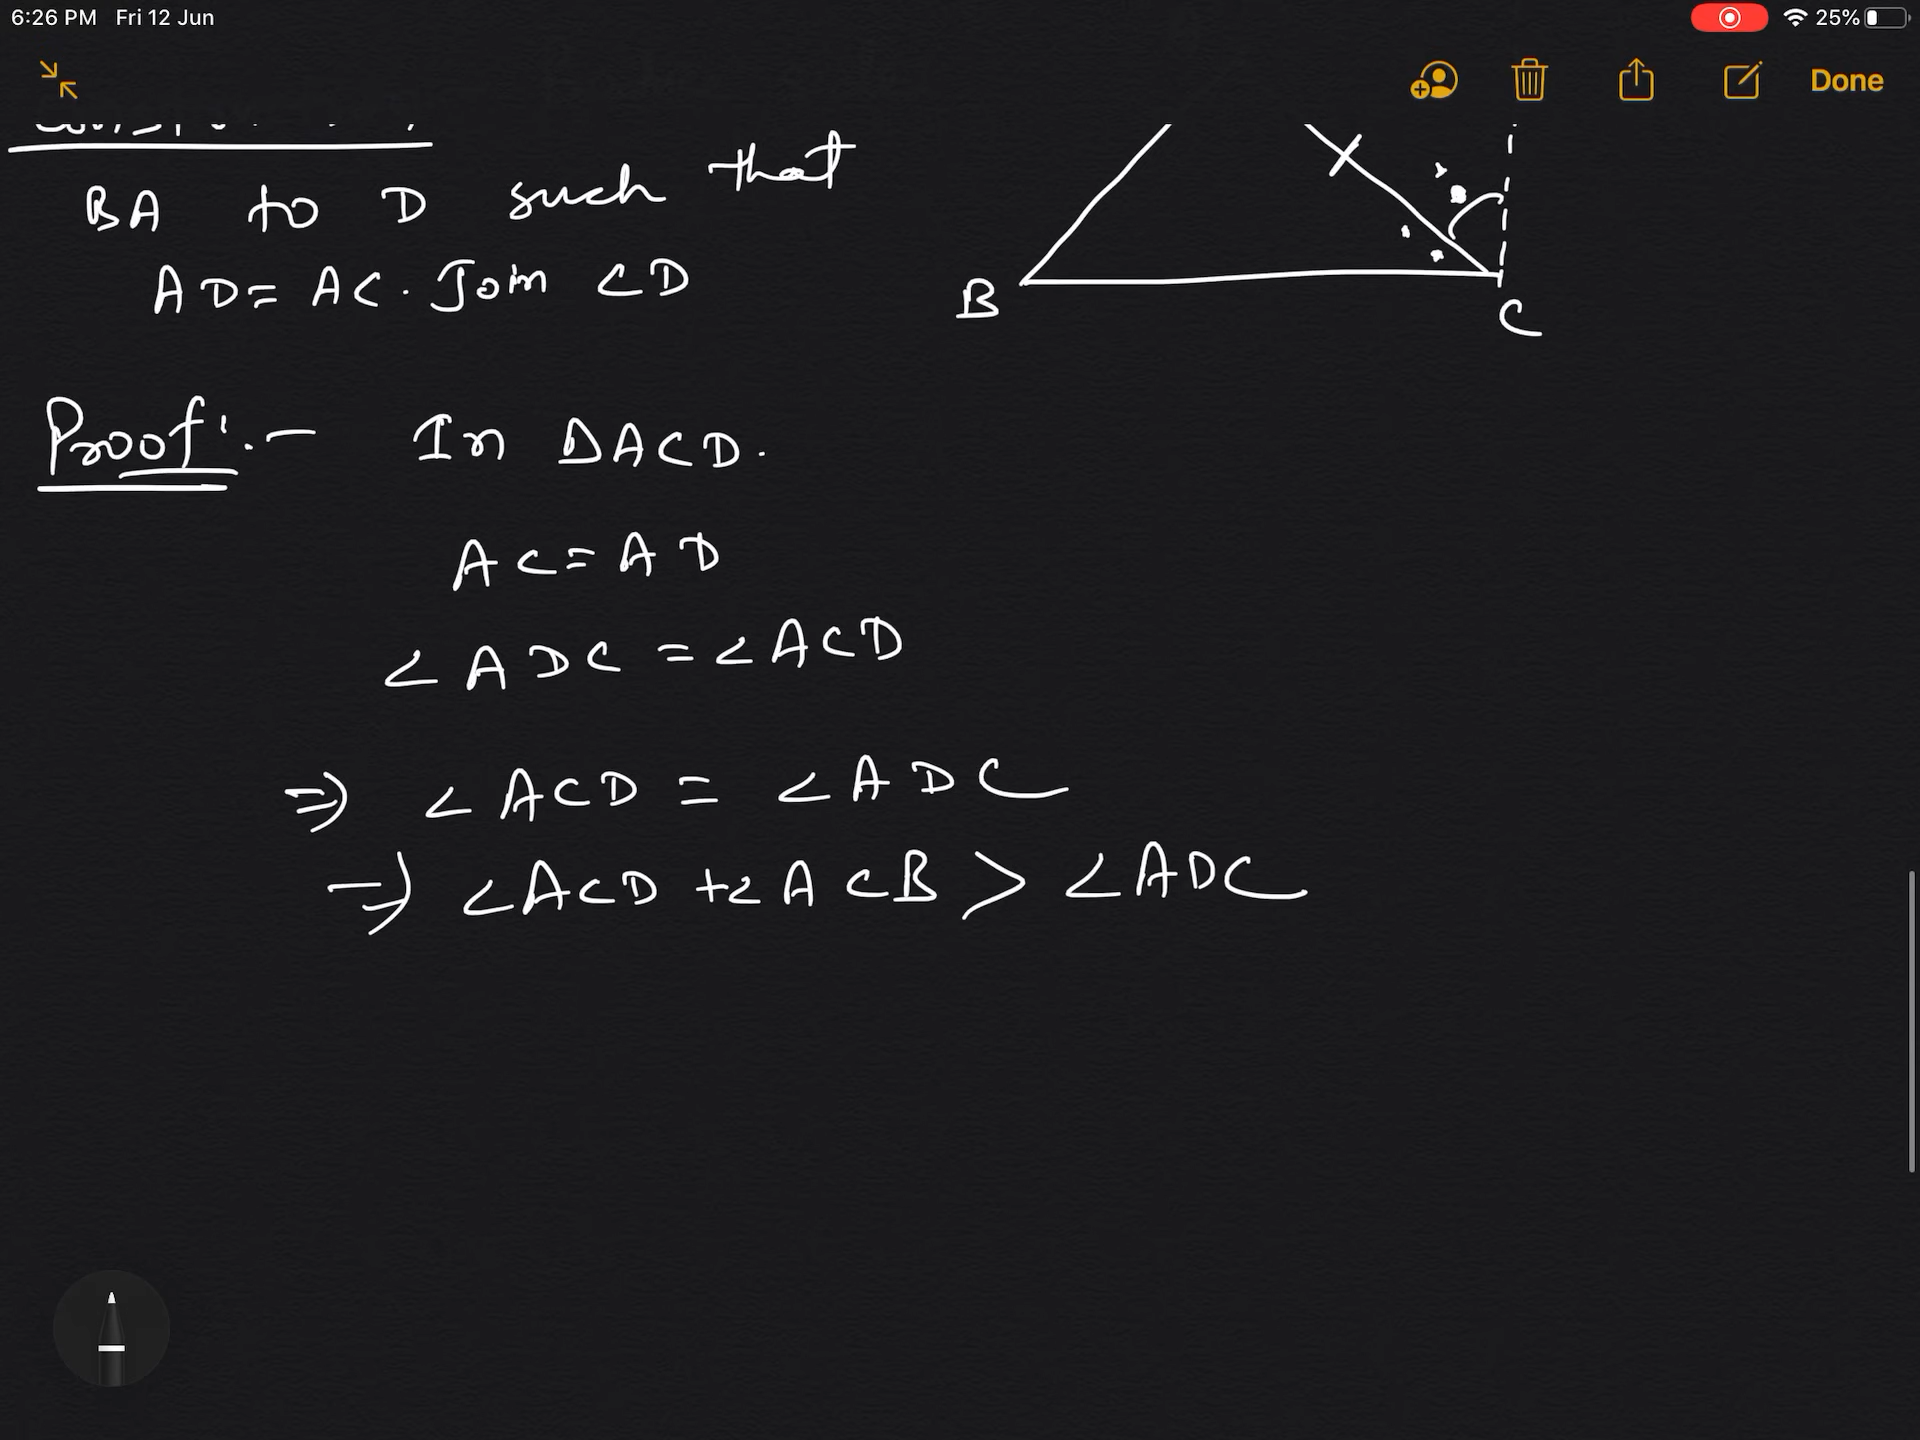 6:26 PM Fri 12 Jun 25%
Done
BA to D such that
AD = AC. Join CD
B
C
Proof :- In ΔACD.
AC = AD
∠ADC = ∠ACD
⇒ ∠ACD = ∠ADC
⇒ ∠ACD + ∠ACB > ∠ADC